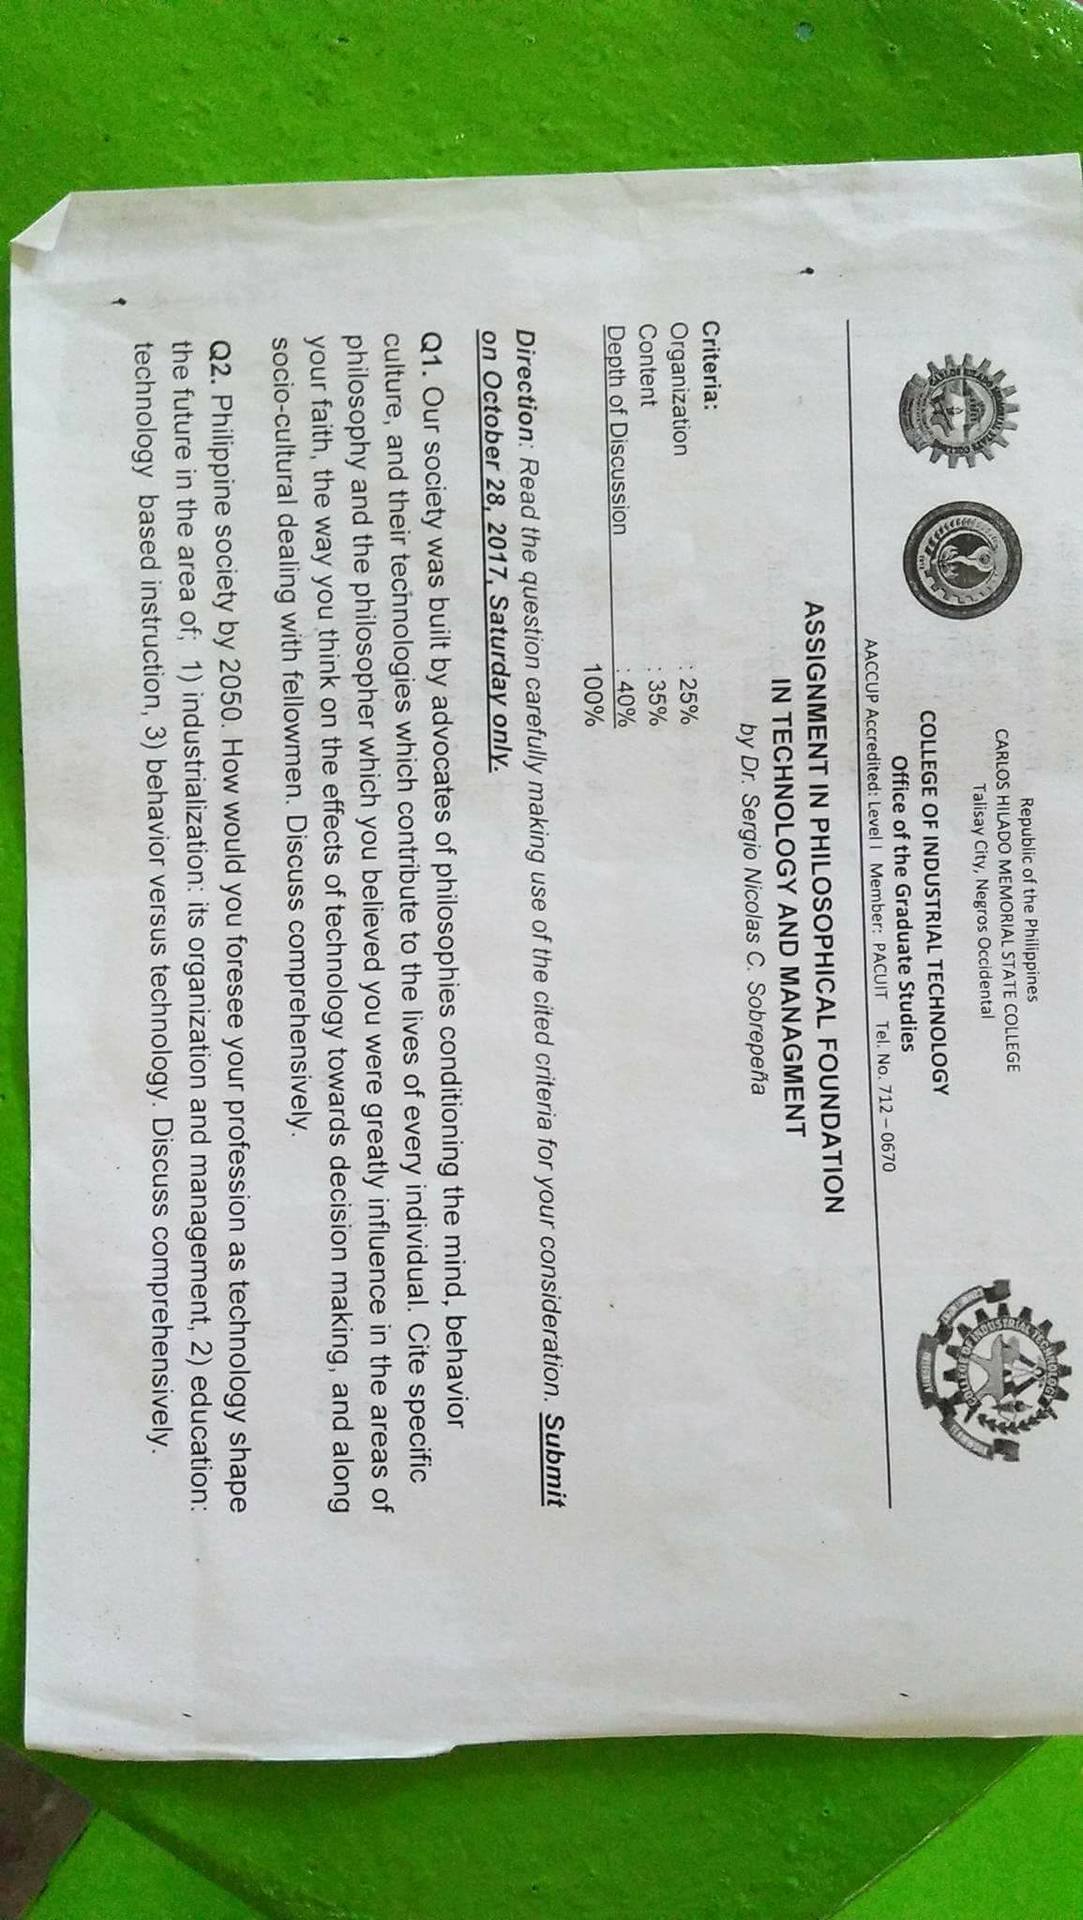 Republic of the Philippines
CARLOS HILADO MEMORIAL STATE COLLEGE
Talisay City, Negros Occidental
COLLEGE OF INDUSTRIAL TECHNOLOGY
Office of the Graduate Studies
AACCUP Accredited: Level I Member: PACUIT Tel. No. 712 – 0670
ASSIGNMENT IN PHILOSOPHICAL FOUNDATION
IN TECHNOLOGY AND MANAGMENT
by Dr. Sergio Nicolas C. Sobrepeña
Criteria:
Organization : 25%
Content : 35%
Depth of Discussion : 40%
100%
Direction: Read the question carefully making use of the cited criteria for your consideration. Submit
on October 28, 2017, Saturday only.
Q1. Our society was built by advocates of philosophies conditioning the mind, behavior
culture, and their technologies which contribute to the lives of every individual. Cite specific
philosophy and the philosopher which you believed you were greatly influence in the areas of
your faith, the way you think on the effects of technology towards decision making, and along
socio-cultural dealing with fellowmen. Discuss comprehensively.
Q2. Philippine society by 2050. How would you foresee your profession as technology shape
the future in the area of; 1) industrialization: its organization and management, 2) education:
technology based instruction, 3) behavior versus technology. Discuss comprehensively.